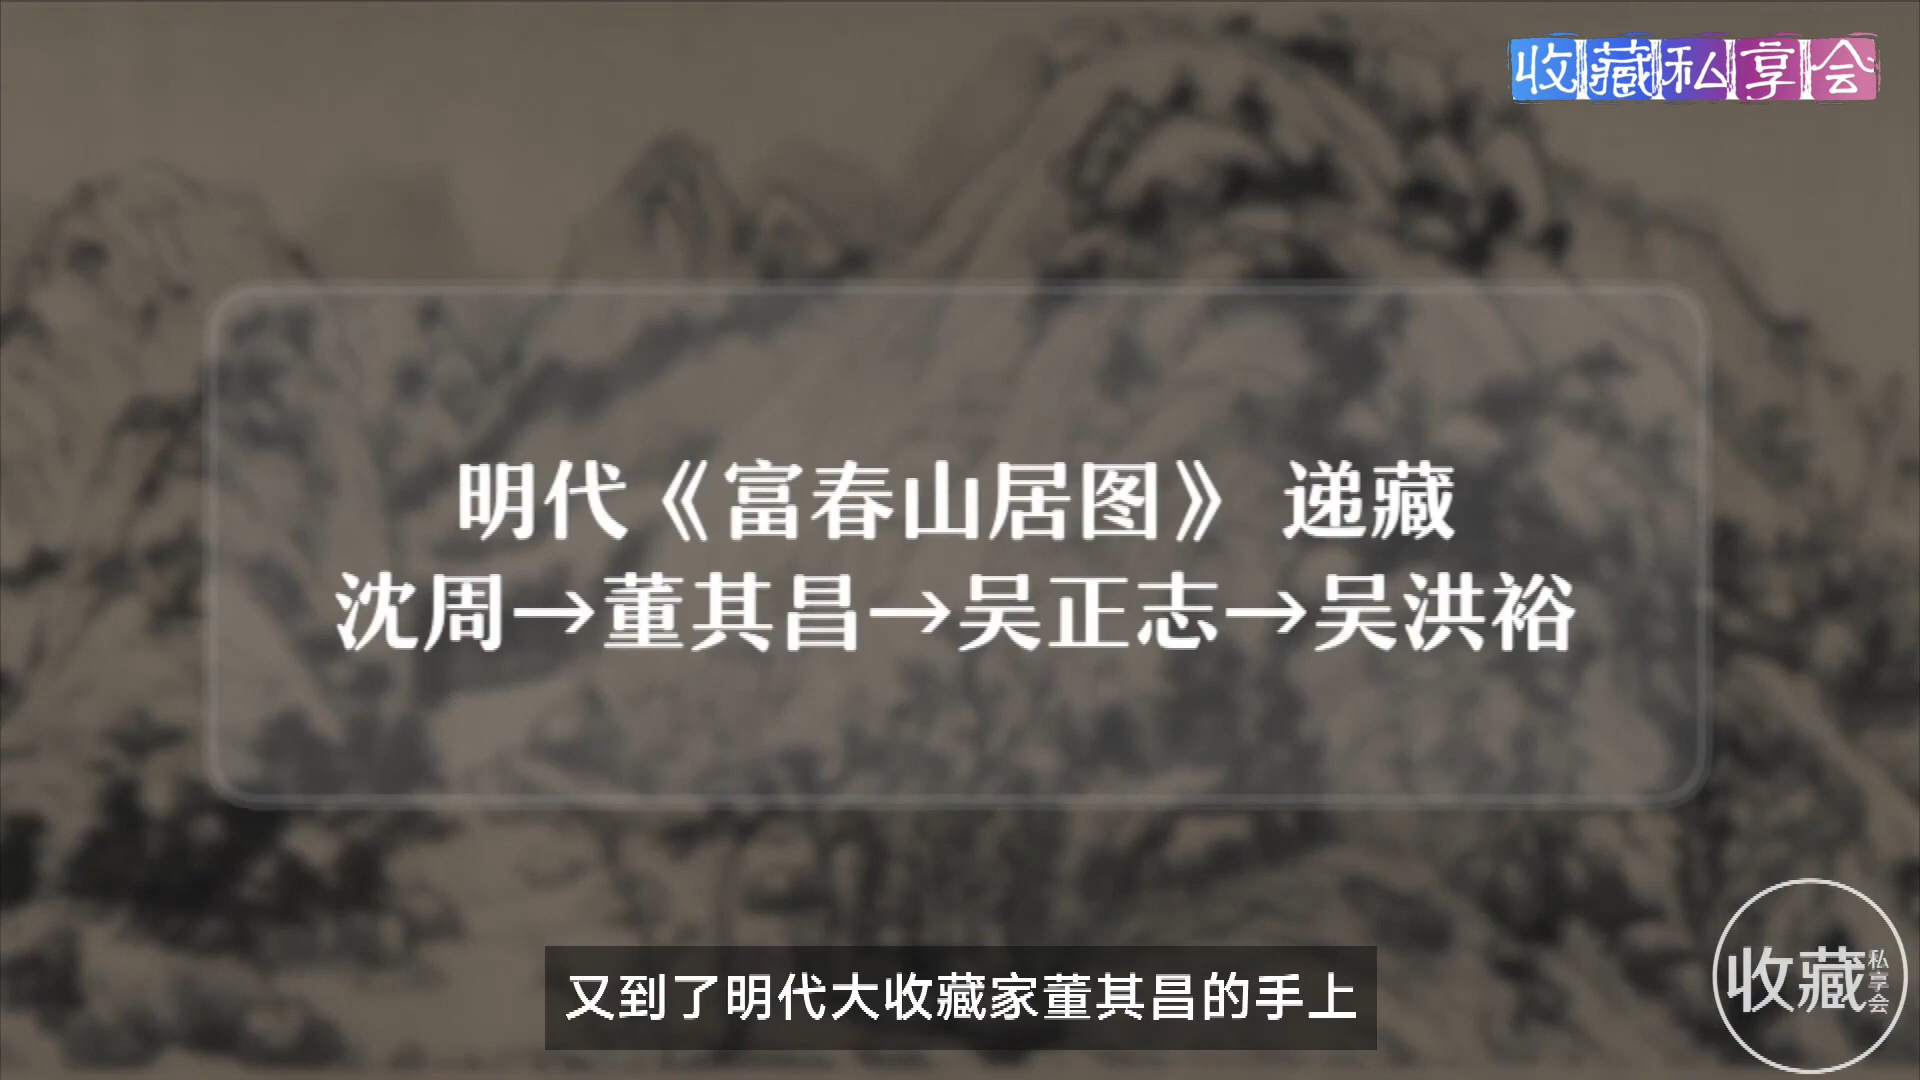 收藏私享会
明代《富春山居图》 递藏
沈周→董其昌→吴正志→吴洪裕
又到了明代大收藏家董其昌的手上
收藏私享会